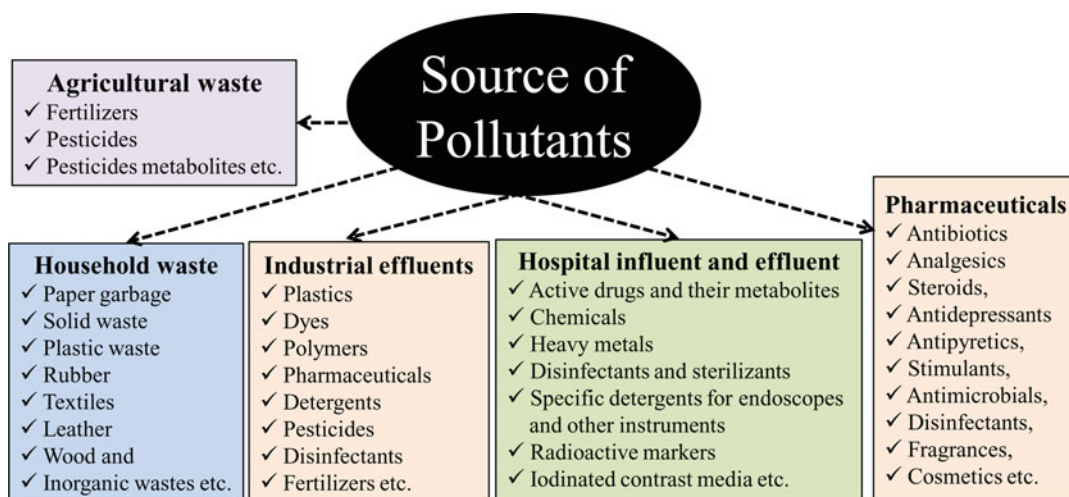 Source of
Pollutants
Agricultural waste
✓ Fertilizers
✓ Pesticides
✓ Pesticides metabolites etc.
Household waste
✓ Paper garbage
✓ Solid waste
✓ Plastic waste
✓ Rubber
✓ Textiles
✓ Leather
✓ Wood and
✓ Inorganic wastes etc.
Industrial effluents
✓ Plastics
✓ Dyes
✓ Polymers
✓ Pharmaceuticals
✓ Detergents
✓ Pesticides
✓ Disinfectants
✓ Fertilizers etc.
Hospital influent and effluent
✓ Active drugs and their metabolites
✓ Chemicals
✓ Heavy metals
✓ Disinfectants and sterilizants
✓ Specific detergents for endoscopes
and other instruments
✓ Radioactive markers
✓ Iodinated contrast media etc.
Pharmaceuticals
✓ Antibiotics
✓ Analgesics
✓ Steroids,
✓ Antidepressants
✓ Antipyretics,
✓ Stimulants,
✓ Antimicrobials,
✓ Disinfectants,
✓ Fragrances,
✓ Cosmetics etc.